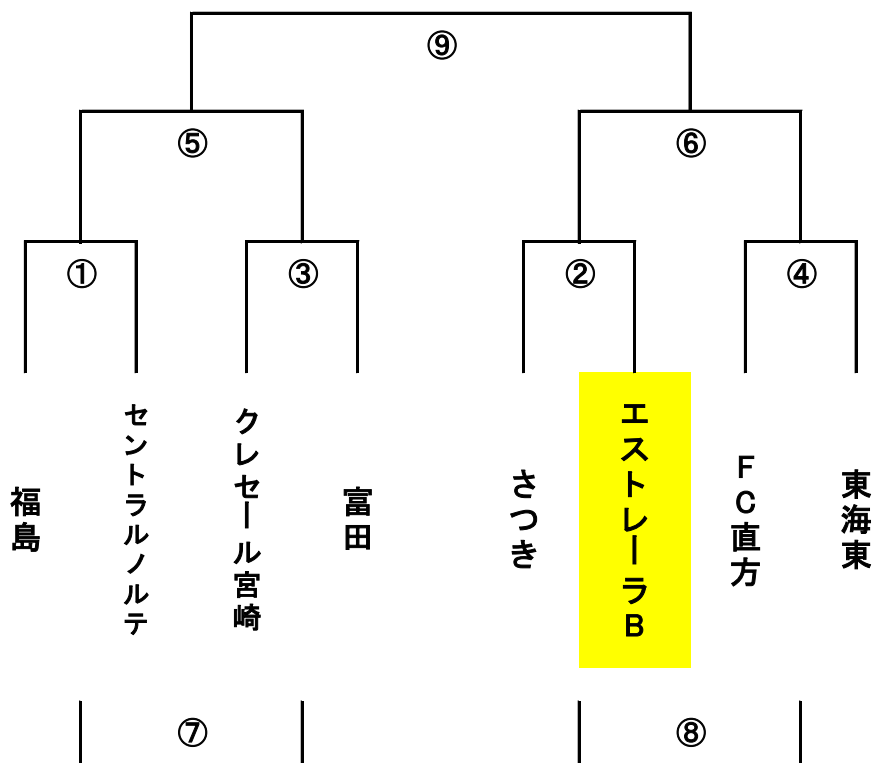 ⑨
⑤
⑥
①
③
②
④
福島
セントラルノルテ
クレセール宮崎
富田
さつき
エストレーラB
FC直方
東海東
⑦
⑧